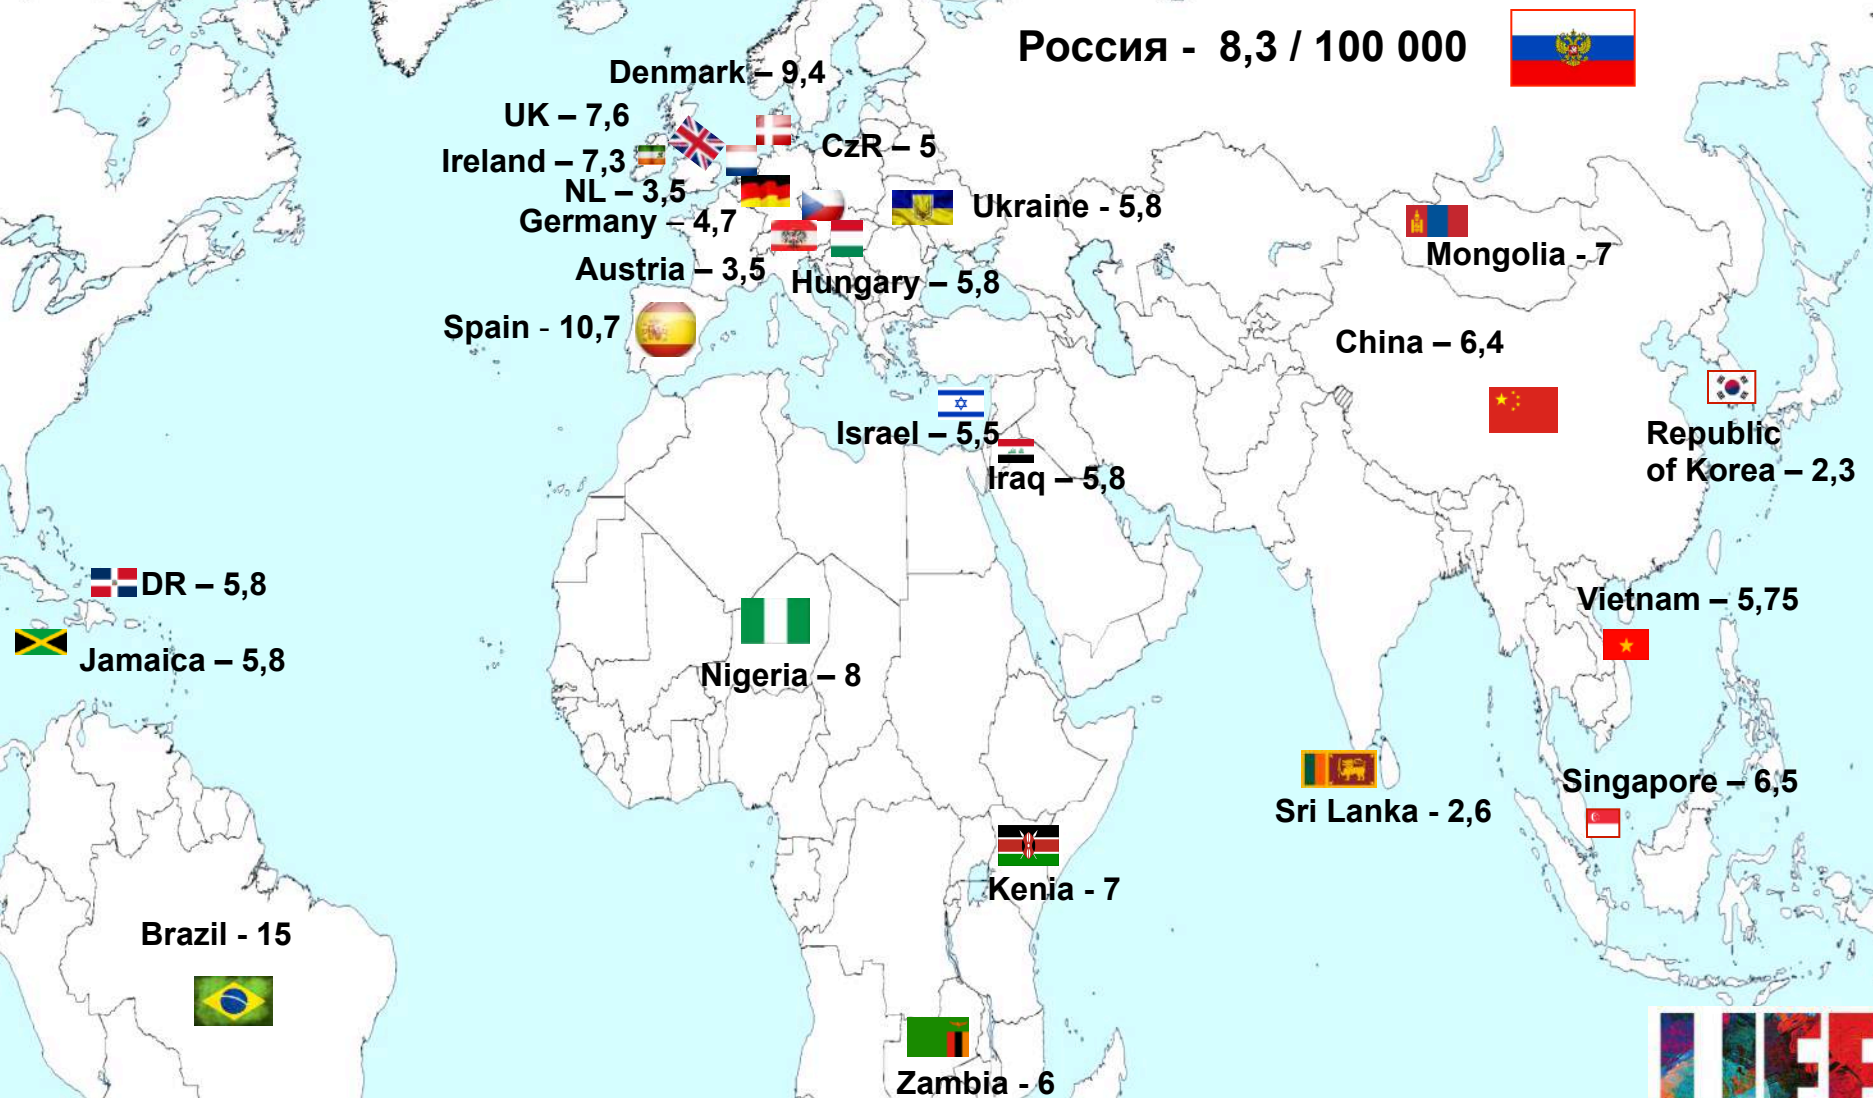 Россия - 8,3 / 100 000
Denmark – 9,4
UK – 7,6
CzR – 5
Ireland – 7,3
NL – 3,5
Ukraine - 5,8
Germany – 4,7
Mongolia - 7
Austria – 3,5
Hungary – 5,8
Spain - 10,7
China – 6,4
Israel – 5,5
Republic
of Korea – 2,3
Iraq – 5,8
DR – 5,8
Vietnam – 5,75
Jamaica – 5,8
Nigeria – 8
Singapore – 6,5
Sri Lanka - 2,6
Kenia - 7
Brazil - 15
Zambia - 6